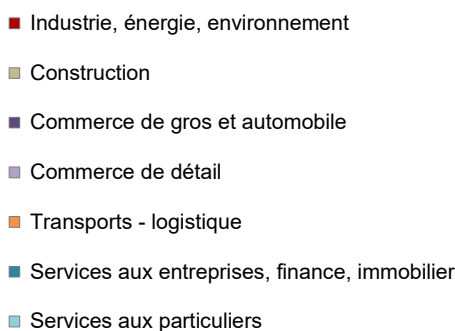 Industrie, énergie, environnement
Construction
Commerce de gros et automobile
Commerce de détail
Transports - logistique
Services aux entreprises, finance, immobilier
Services aux particuliers